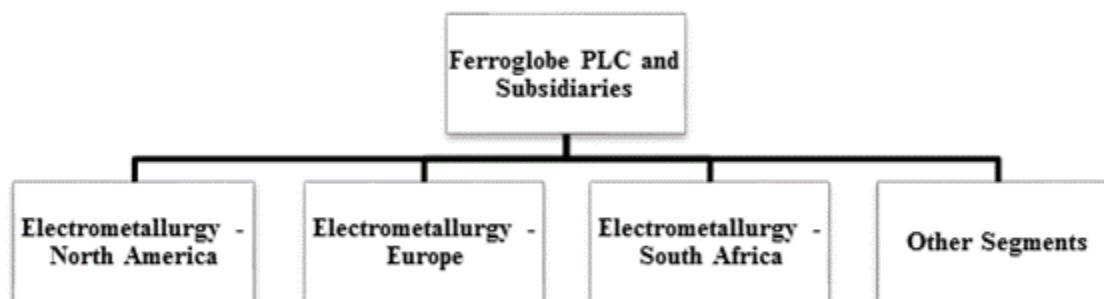 Ferroglobe PLC and
Subsidiaries
Electrometallurgy -
North America
Electrometallurgy -
Europe
Electrometallurgy -
South Africa
Other Segments